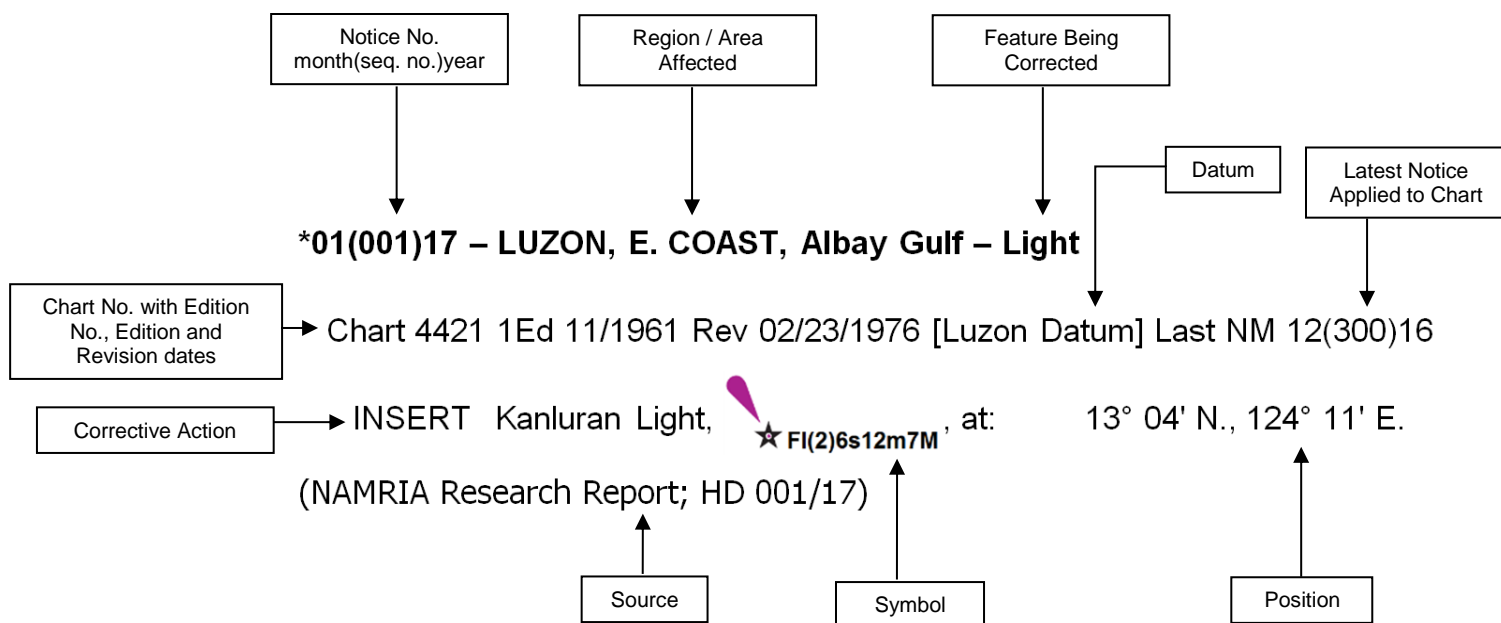 Notice No.
month(seq. no.)year
Region / Area
Affected
Feature Being
Corrected
Datum
Latest Notice
Applied to Chart
*01(001)17 – LUZON, E. COAST, Albay Gulf – Light
Chart No. with Edition
No., Edition and
Revision dates
Chart 4421 1Ed 11/1961 Rev 02/23/1976 [Luzon Datum] Last NM 12(300)16
Corrective Action
INSERT Kanluran Light, Fl(2)6s12m7M, at: 13° 04' N., 124° 11' E.
(NAMRIA Research Report; HD 001/17)
Source
Symbol
Position